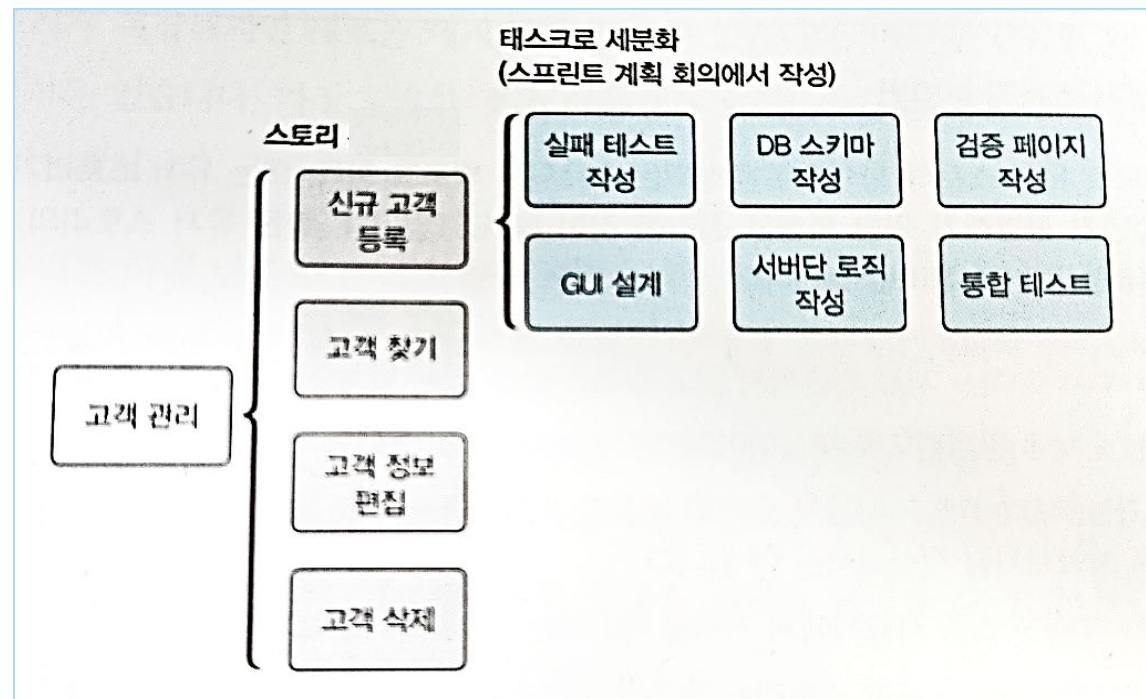 태스크로 세분화
(스프린트 계획 회의에서 작성)
스토리
실패 테스트
작성
DB 스키마
작성
검증 페이지
작성
신규 고객
등록
GUI 설계
서버단 로직
작성
통합 테스트
고객 찾기
고객 관리
고객 정보
편집
고객 삭제